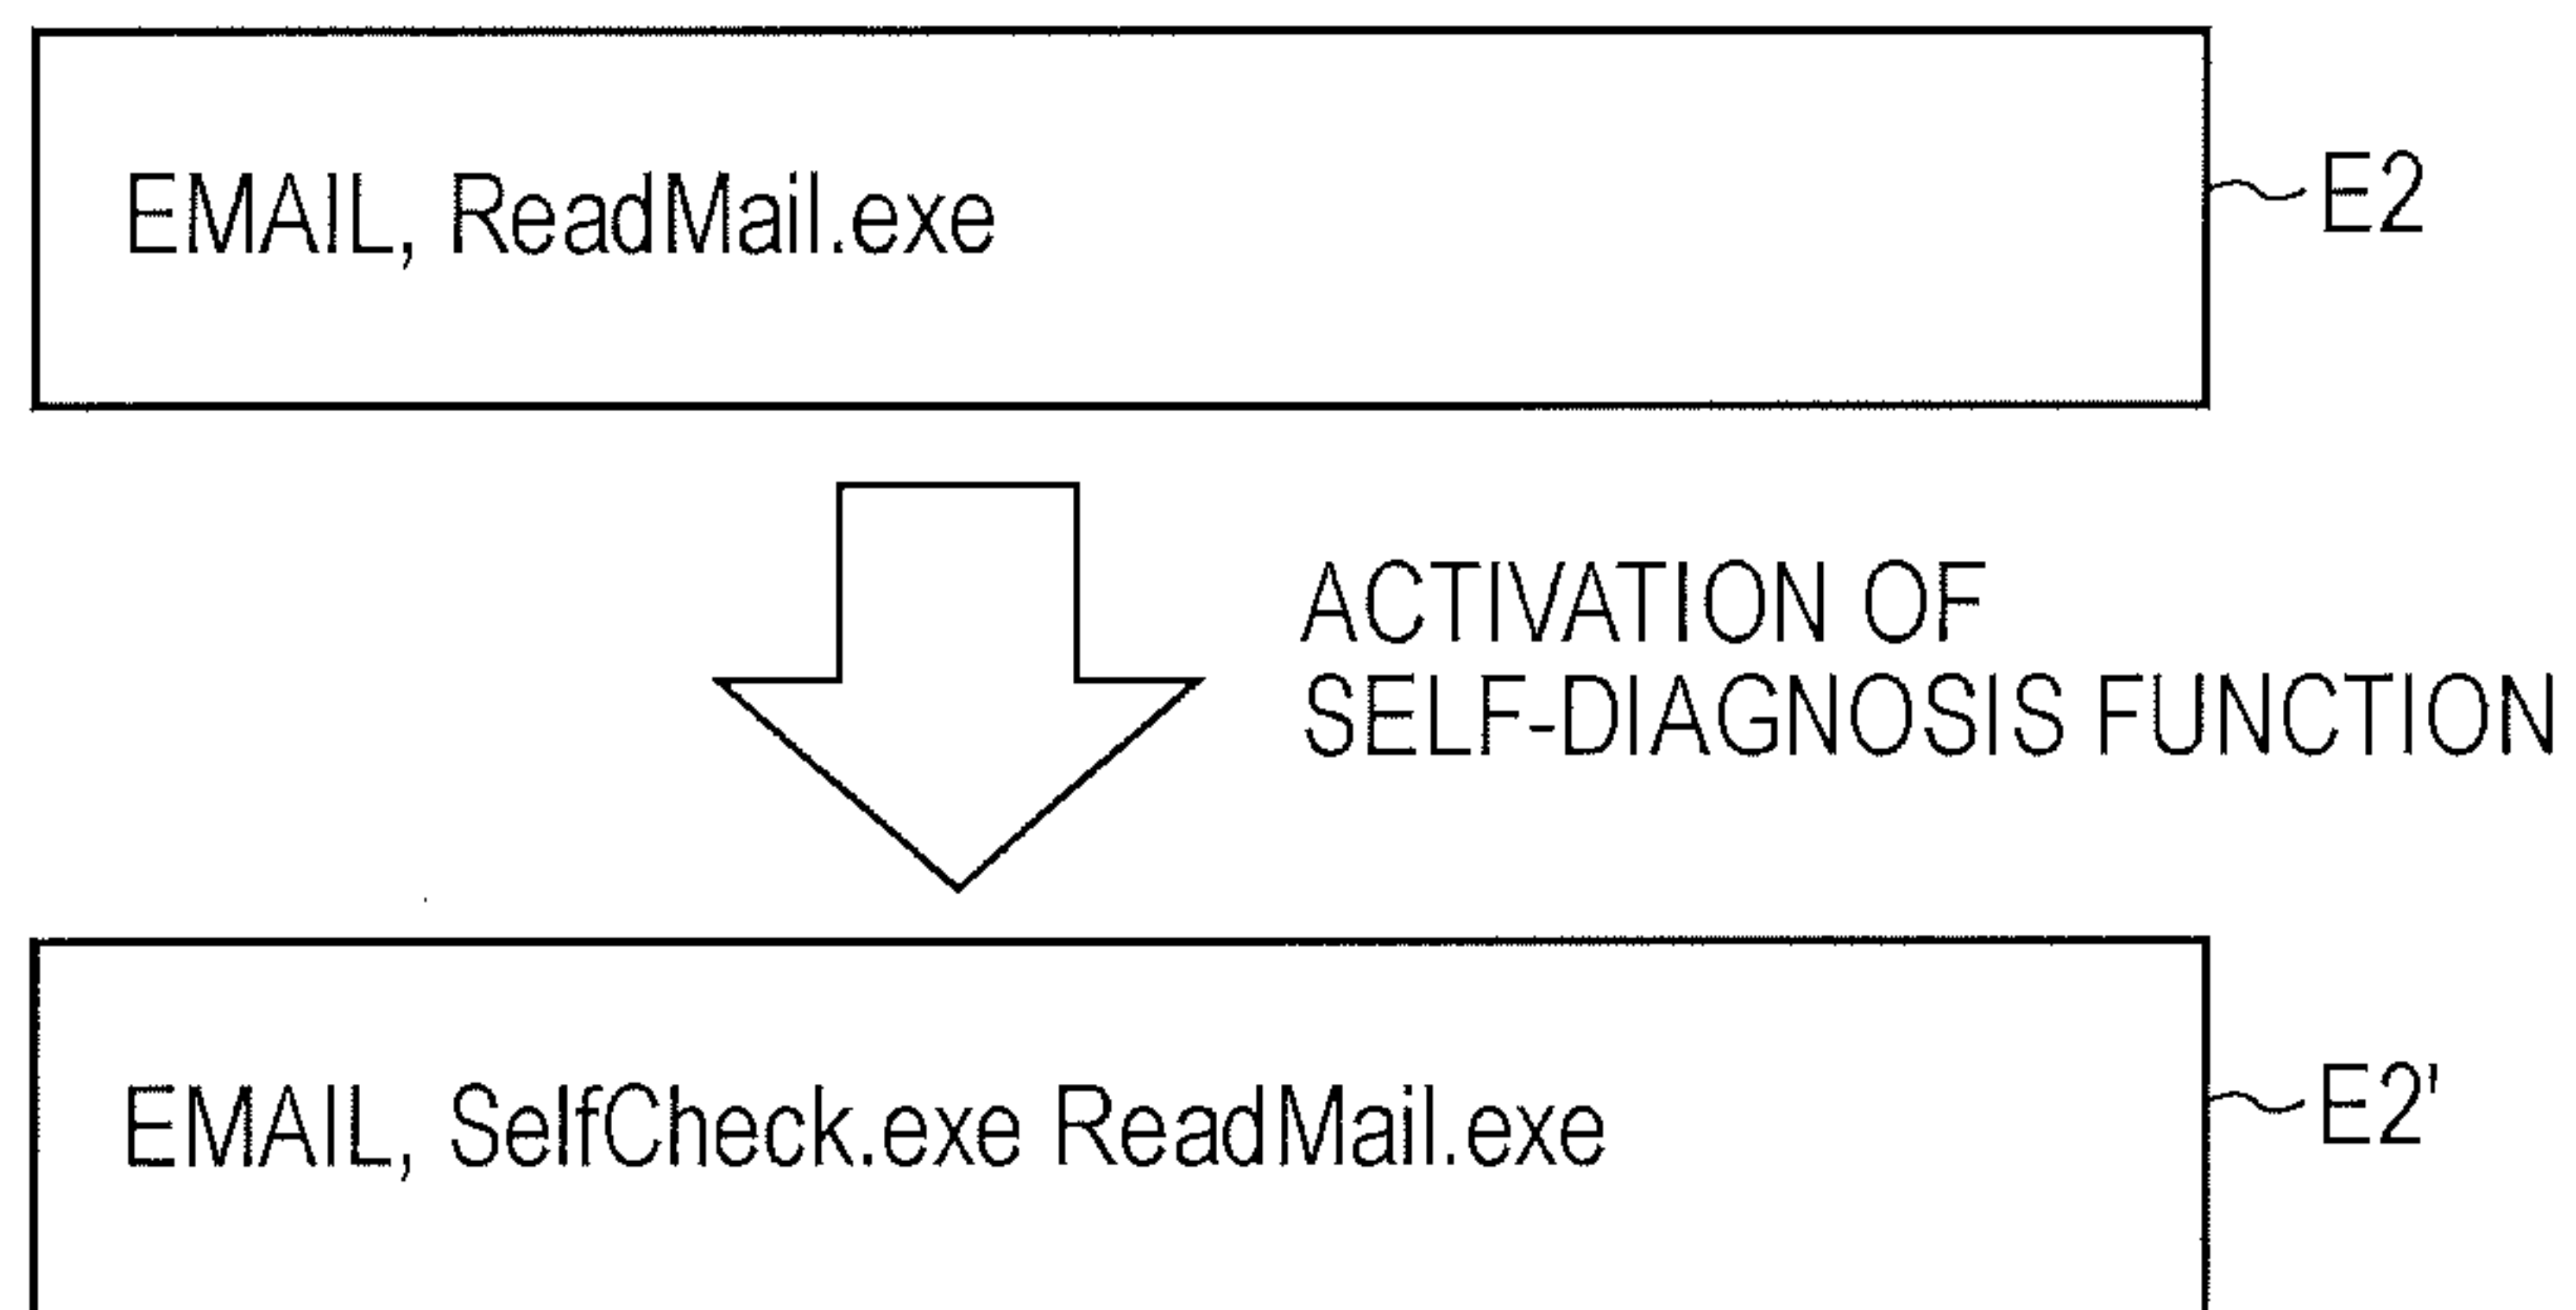 EMAIL, ReadMail.exe
E2
ACTIVATION OF
SELF-DIAGNOSIS FUNCTION
EMAIL, SelfCheck.exe ReadMail.exe
E2'